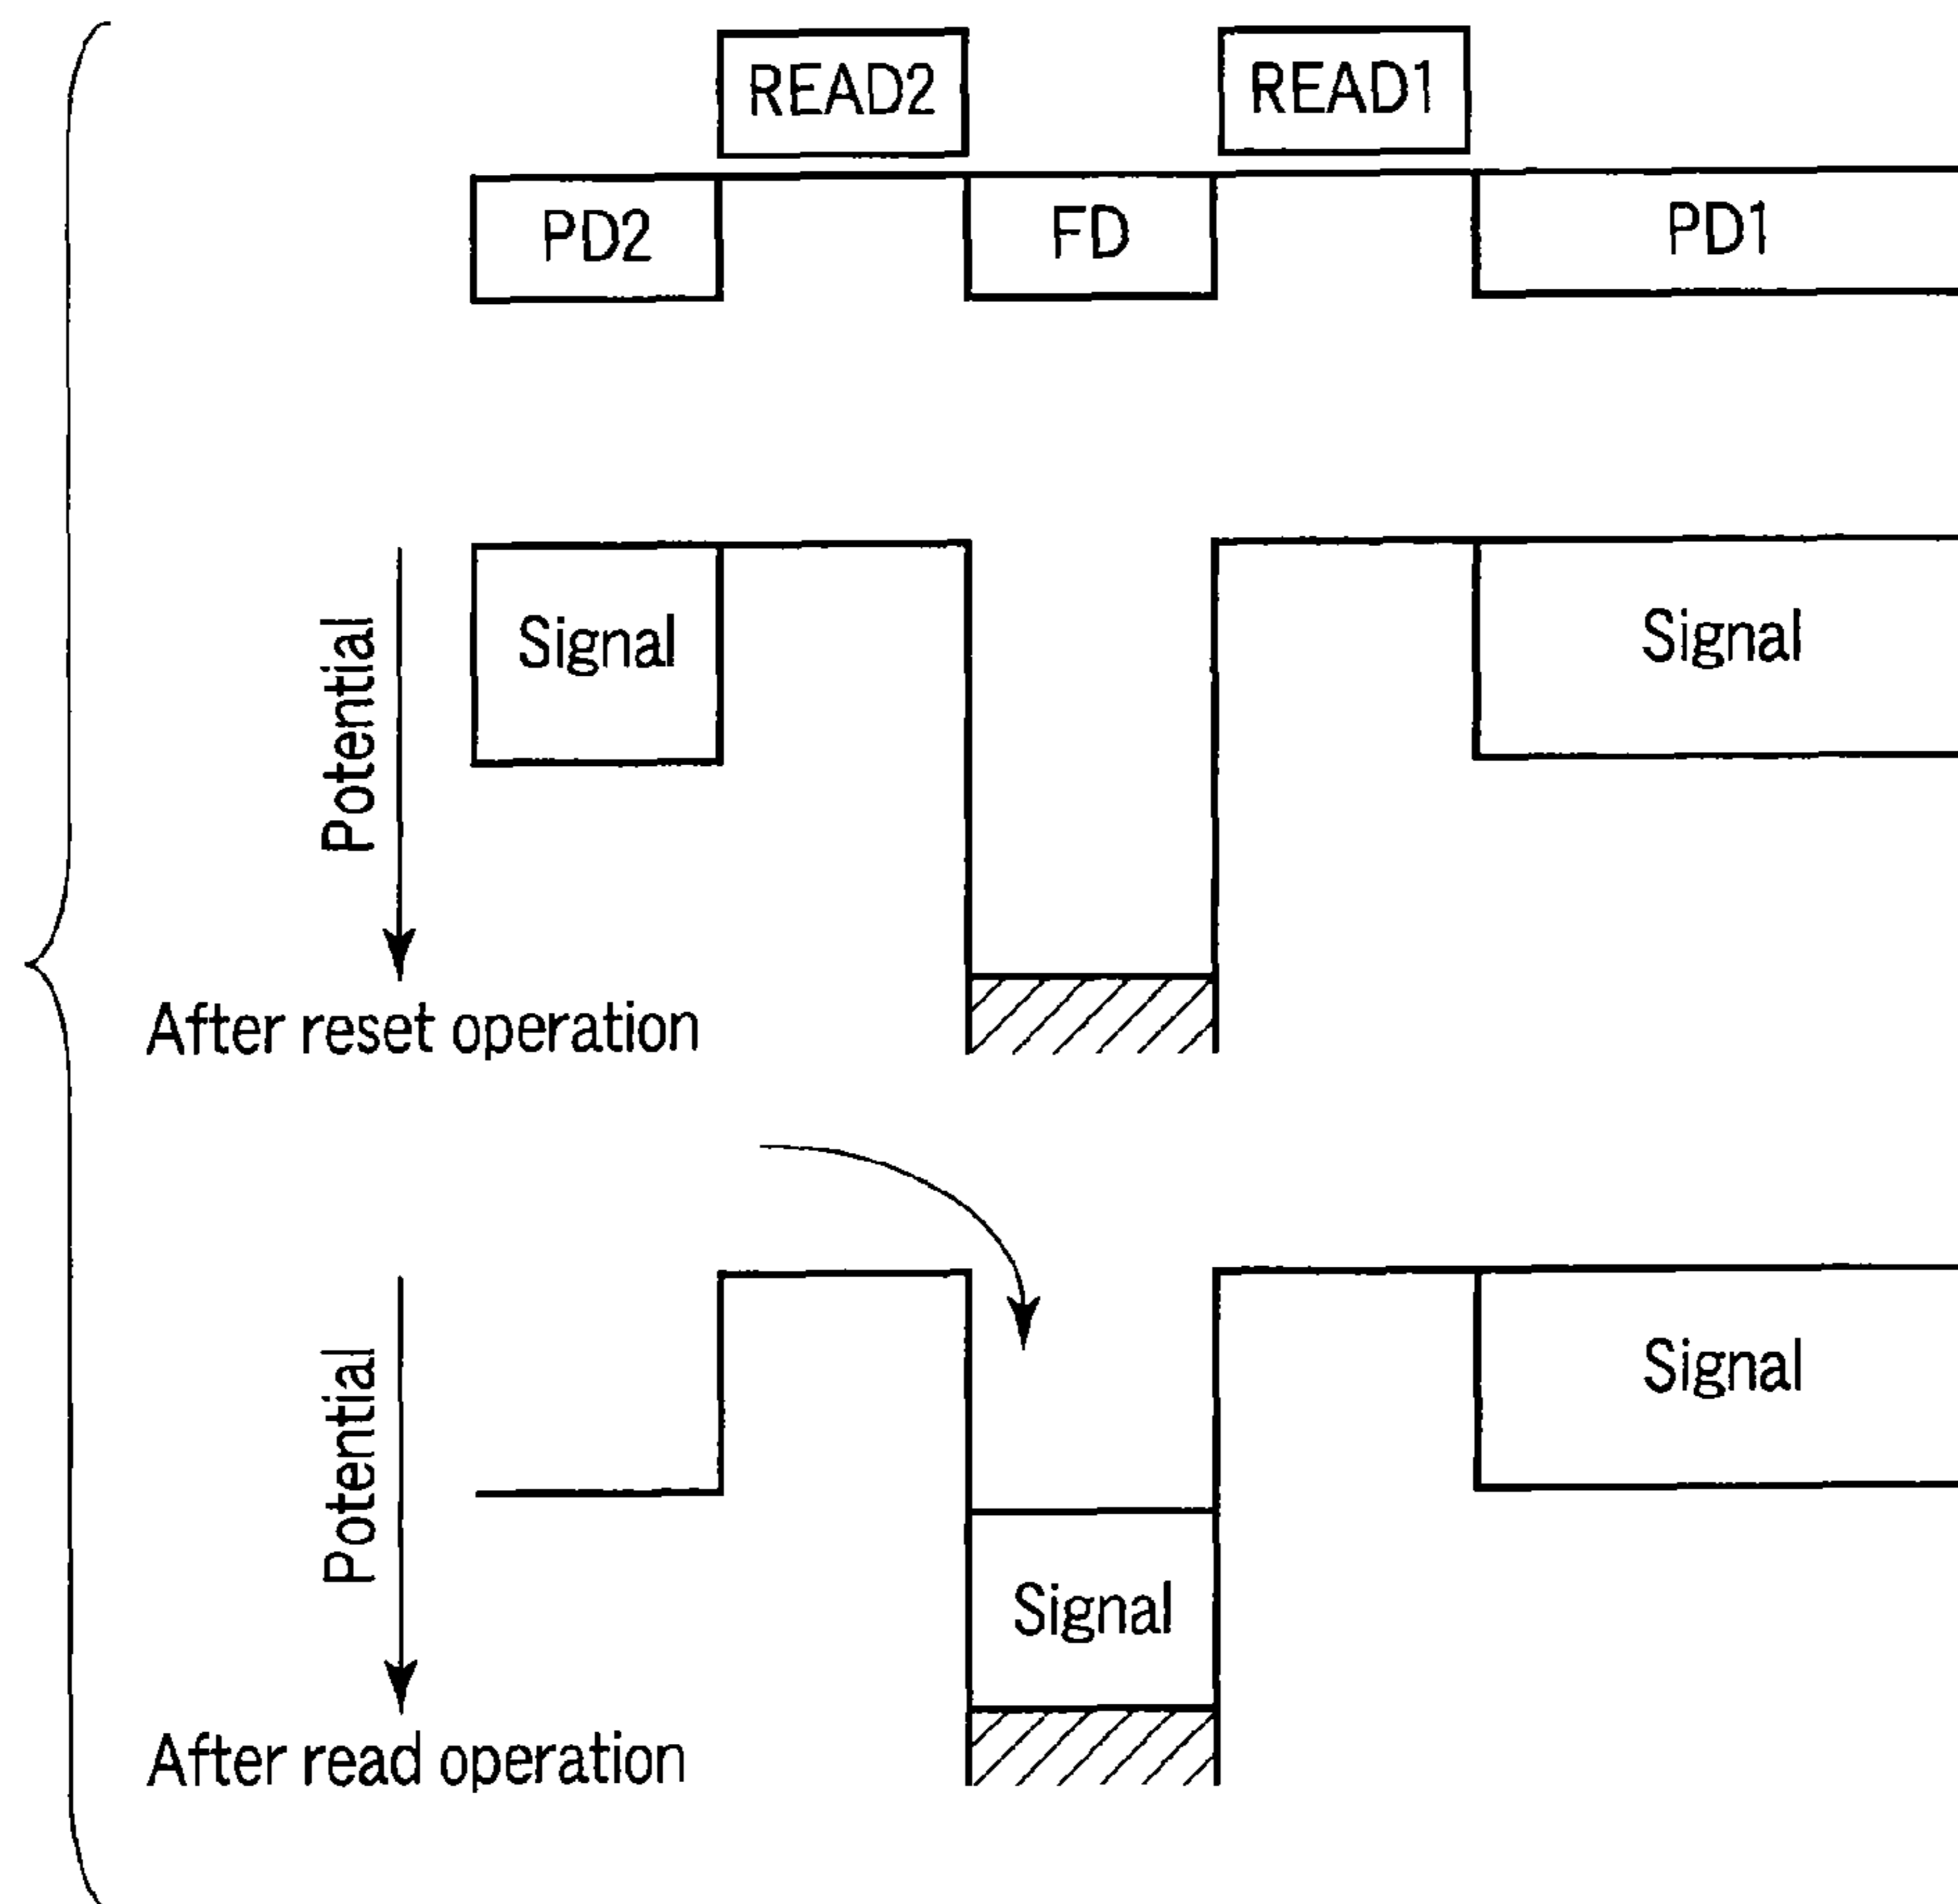 READ2
READ1
PD2
FD
PD1
Potential
Signal
Signal
After reset operation
Potential
Signal
Signal
After read operation